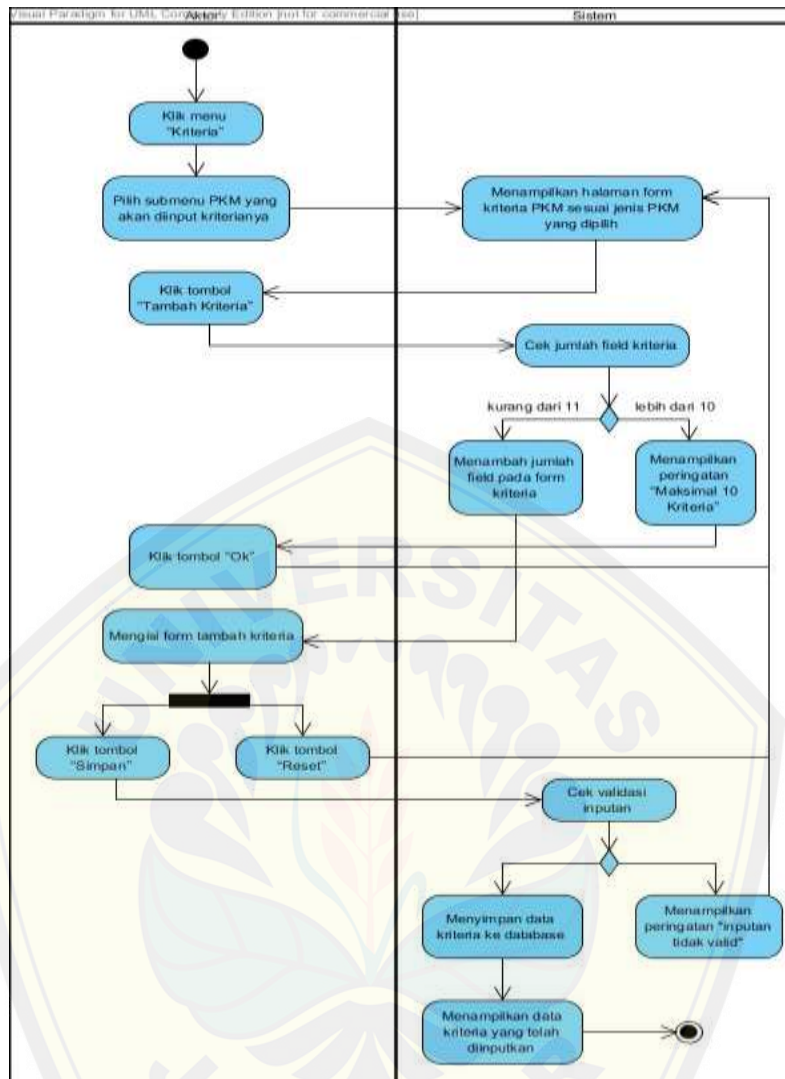 Visual Paradigm for UML Community Edition [not for commercial use]
Aktor
Sistem
Klik menu
"Kriteria"
Pilih submenu PKM yang
akan diinput kriterianya
Menampilkan halaman form
kriteria PKM sesuai jenis PKM
yang dipilih
Klik tombol
"Tambah Kriteria"
Cek jumlah field kriteria
kurang dari 11
lebih dari 10
Menambah jumlah
field pada form
kriteria
Menampilkan
peringatan
"Maksimal 10
Kriteria"
Klik tombol "Ok"
Mengisi form tambah kriteria
Klik tombol
"Simpan"
Klik tombol
"Reset"
Cek validasi
inputan
Menyimpan data
kriteria ke database
Menampilkan
peringatan "inputan
tidak valid"
Menampilkan data
kriteria yang telah
diinputkan
UNIVERSITAS